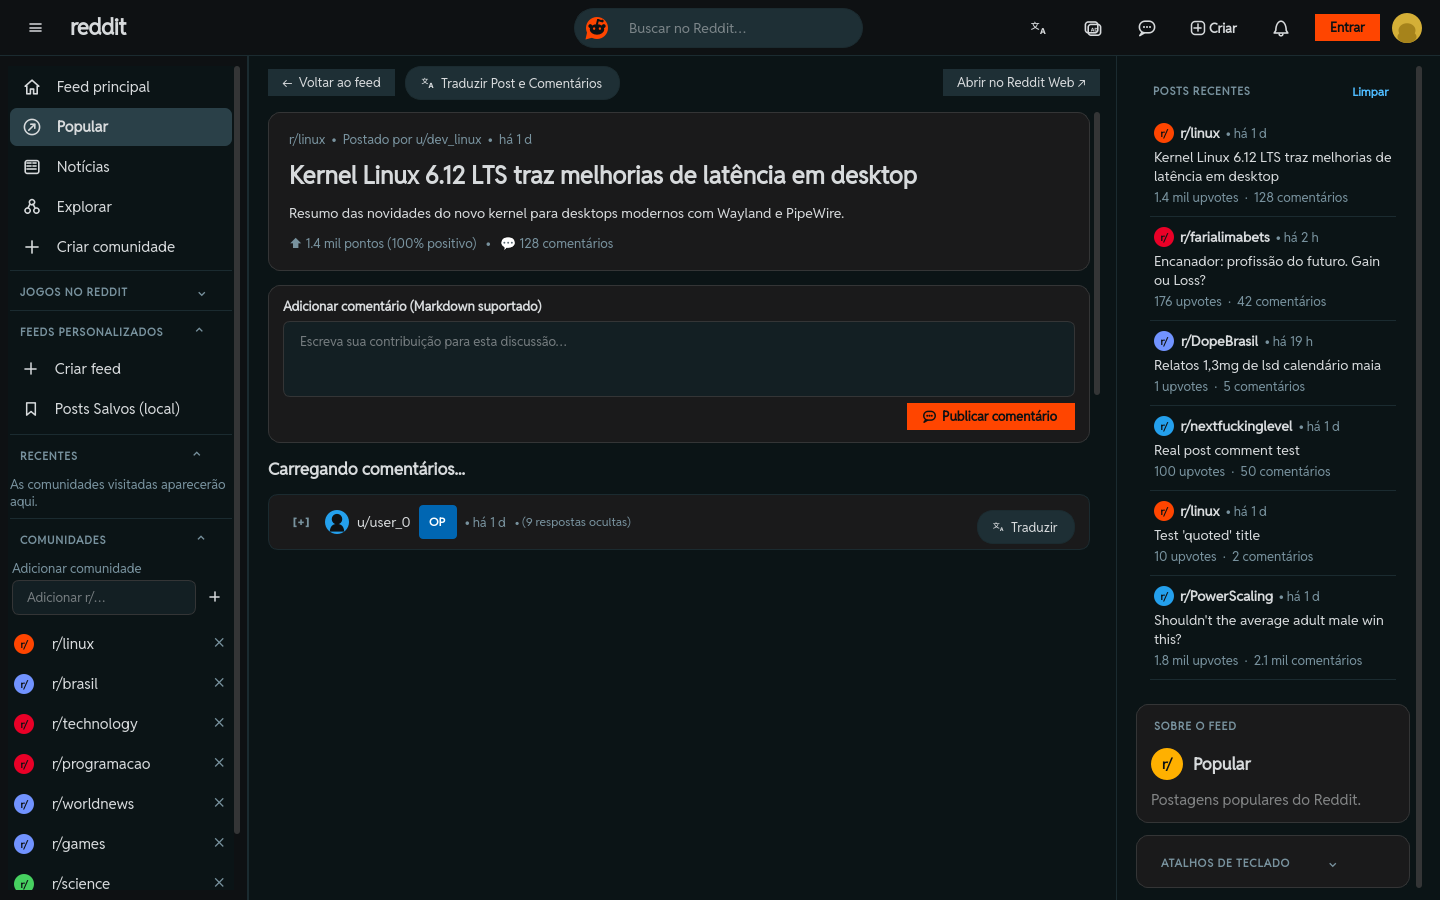 reddit
Buscar no Reddit...
Criar
Entrar
Feed principal
Popular
Notícias
Explorar
Criar comunidade
JOGOS NO REDDIT
FEEDS PERSONALIZADOS
Criar feed
Posts Salvos (local)
RECENTES
As comunidades visitadas aparecerão
aqui.
COMUNIDADES
Adicionar comunidade
Adicionar r/...
r/ r/linux ×
r/ r/brasil ×
r/ r/technology ×
r/ r/programacao ×
r/ r/worldnews ×
r/ r/games ×
r/ r/science ×
← Voltar ao feed
Traduzir Post e Comentários
Abrir no Reddit Web ↗
r/linux • Postado por u/dev_linux • há 1 d
Kernel Linux 6.12 LTS traz melhorias de latência em desktop
Resumo das novidades do novo kernel para desktops modernos com Wayland e PipeWire.
1.4 mil pontos (100% positivo) • 💬 128 comentários
Adicionar comentário (Markdown suportado)
Escreva sua contribuição para esta discussão...
Publicar comentário
Carregando comentários...
[+] u/user_0 OP • há 1 d • (9 respostas ocultas)
Traduzir
POSTS RECENTES
Limpar
r/ r/linux • há 1 d
Kernel Linux 6.12 LTS traz melhorias de
latência em desktop
1.4 mil upvotes · 128 comentários
r/ r/farialimabets • há 2 h
Encanador: profissão do futuro. Gain
ou Loss?
176 upvotes · 42 comentários
r/ r/DopeBrasil • há 19 h
Relatos 1,3mg de lsd calendário maia
1 upvotes · 5 comentários
r/ r/nextfuckinglevel • há 1 d
Real post comment test
100 upvotes · 50 comentários
r/ r/linux • há 1 d
Test 'quoted' title
10 upvotes · 2 comentários
r/ r/PowerScaling • há 1 d
Shouldn't the average adult male win
this?
1.8 mil upvotes · 2.1 mil comentários
SOBRE O FEED
r/ Popular
Postagens populares do Reddit.
ATALHOS DE TECLADO